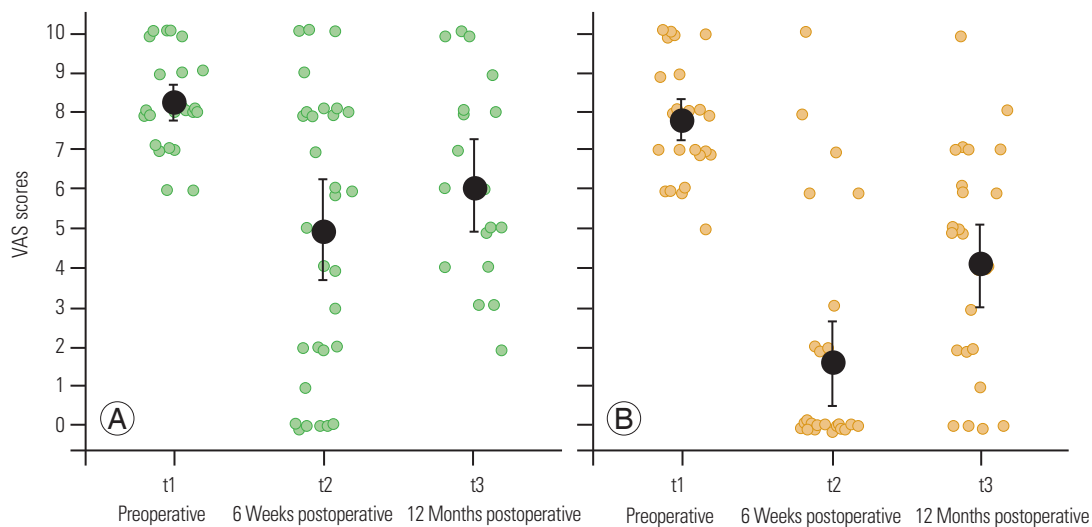 VAS scores
10
9
8
7
6
5
4
3
2
1
0
A
B
t1 t2 t3 t1 t2 t3
Preoperative 6 Weeks postoperative 12 Months postoperative Preoperative 6 Weeks postoperative 12 Months postoperative